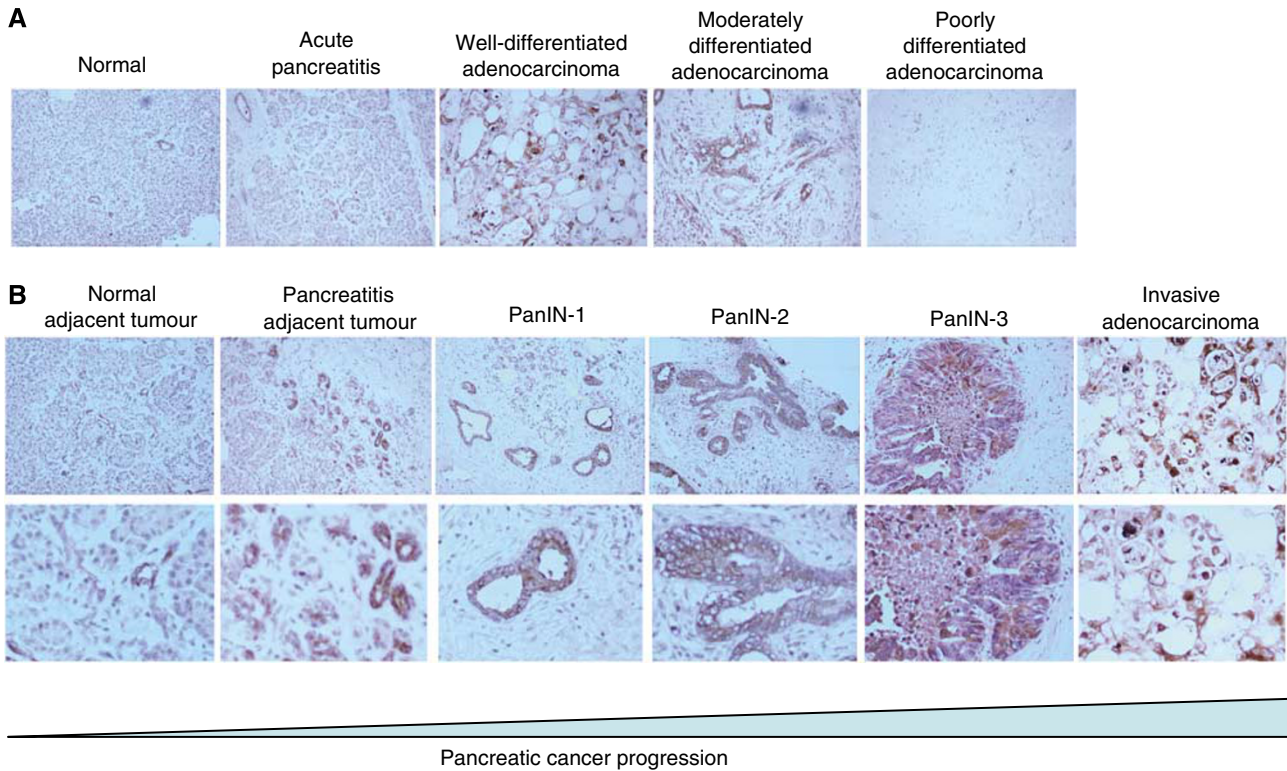 A
Normal
Acute
pancreatitis
Well-differentiated
adenocarcinoma
Moderately
differentiated
adenocarcinoma
Poorly
differentiated
adenocarcinoma
B
Normal
adjacent tumour
Pancreatitis
adjacent tumour
PanIN-1
PanIN-2
PanIN-3
Invasive
adenocarcinoma
Pancreatic cancer progression